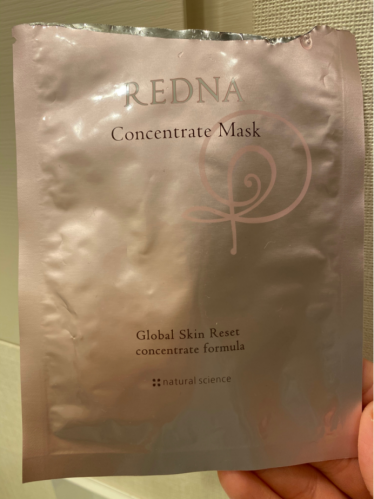 REDNA
Concentrate Mask
Global Skin Reset
concentrate formula
natural science